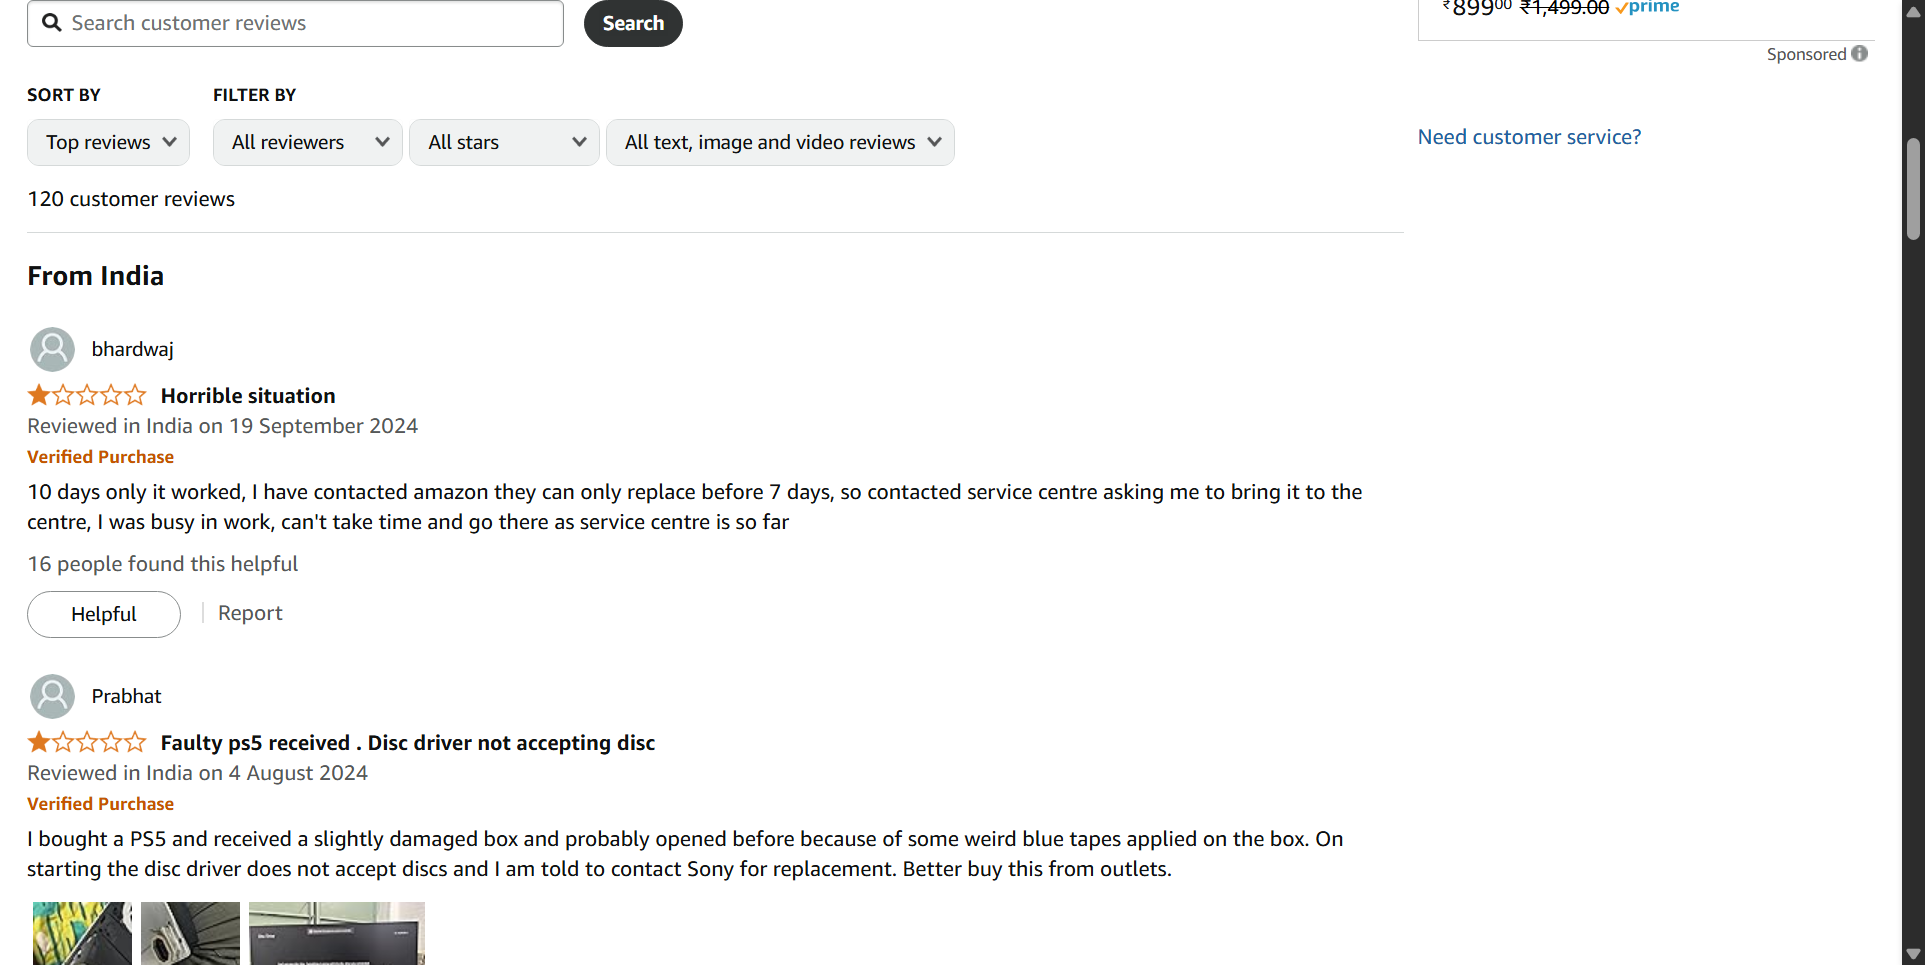 Search customer reviews
Search
₹89900 ₹1,499.00 prime
Sponsored
SORT BY
FILTER BY
Top reviews
All reviewers
All stars
All text, image and video reviews
Need customer service?
120 customer reviews
From India
bhardwaj
Horrible situation
Reviewed in India on 19 September 2024
Verified Purchase
10 days only it worked, I have contacted amazon they can only replace before 7 days, so contacted service centre asking me to bring it to the
centre, I was busy in work, can't take time and go there as service centre is so far
16 people found this helpful
Helpful
Report
Prabhat
Faulty ps5 received . Disc driver not accepting disc
Reviewed in India on 4 August 2024
Verified Purchase
I bought a PS5 and received a slightly damaged box and probably opened before because of some weird blue tapes applied on the box. On
starting the disc driver does not accept discs and I am told to contact Sony for replacement. Better buy this from outlets.